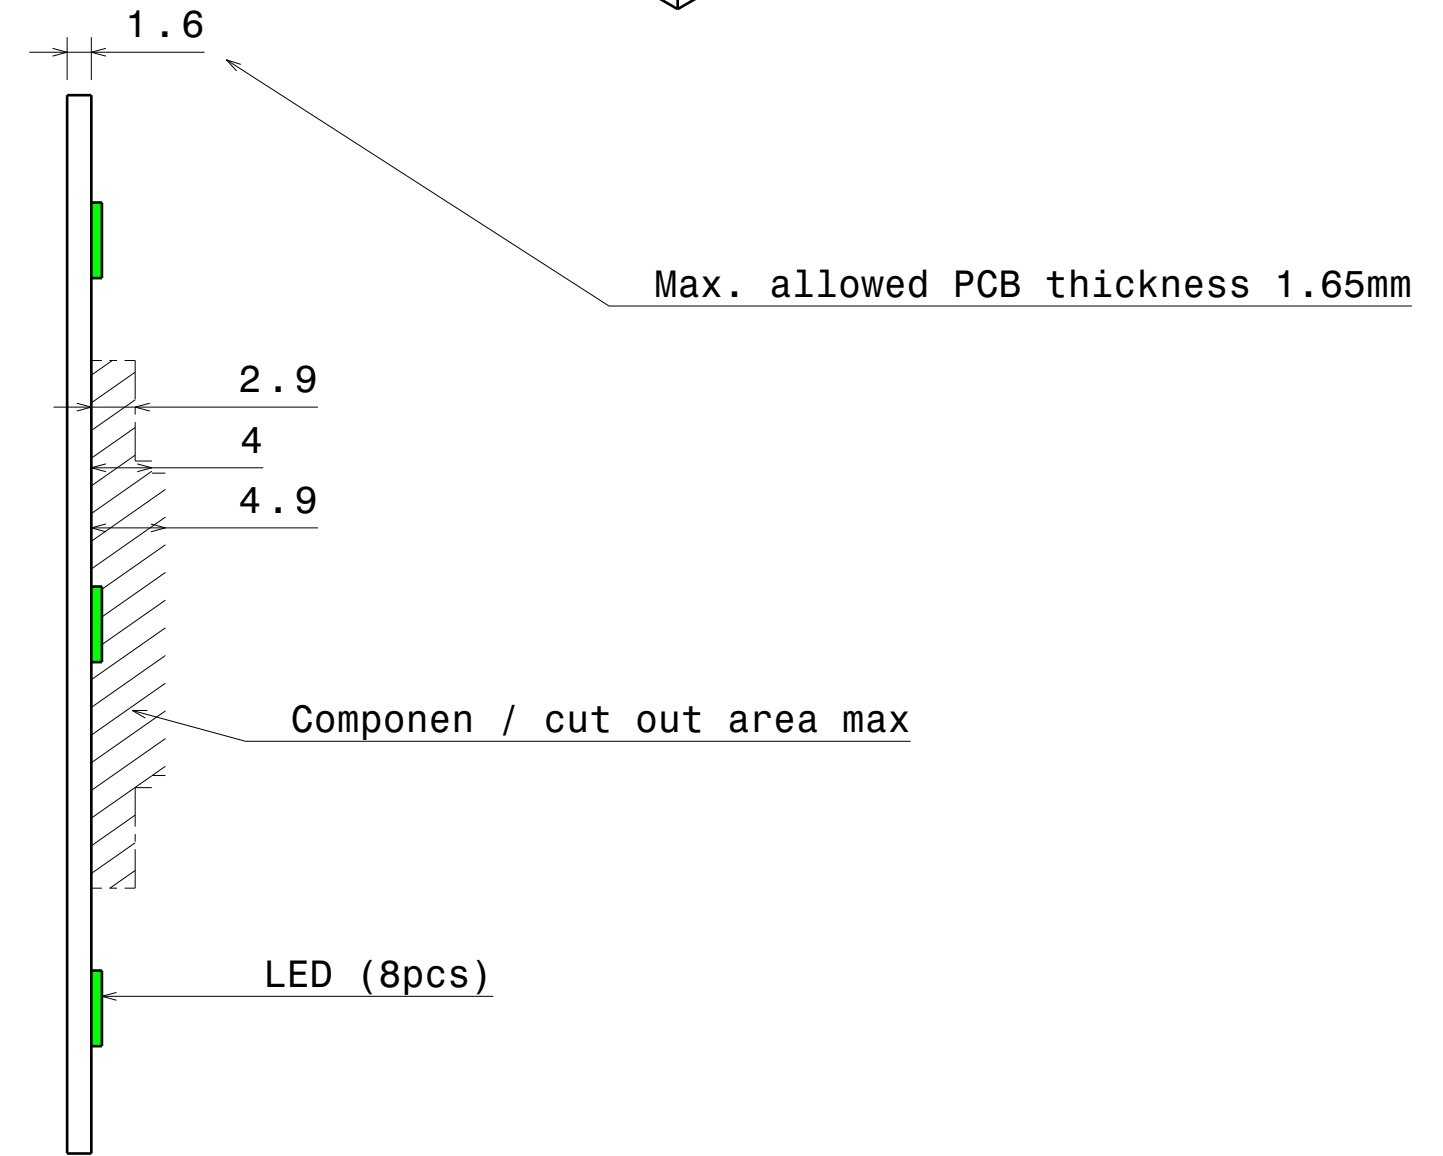 1.6
Max. allowed PCB thickness 1.65mm
2.9
4
4.9
Componen / cut out area max
LED (8pcs)